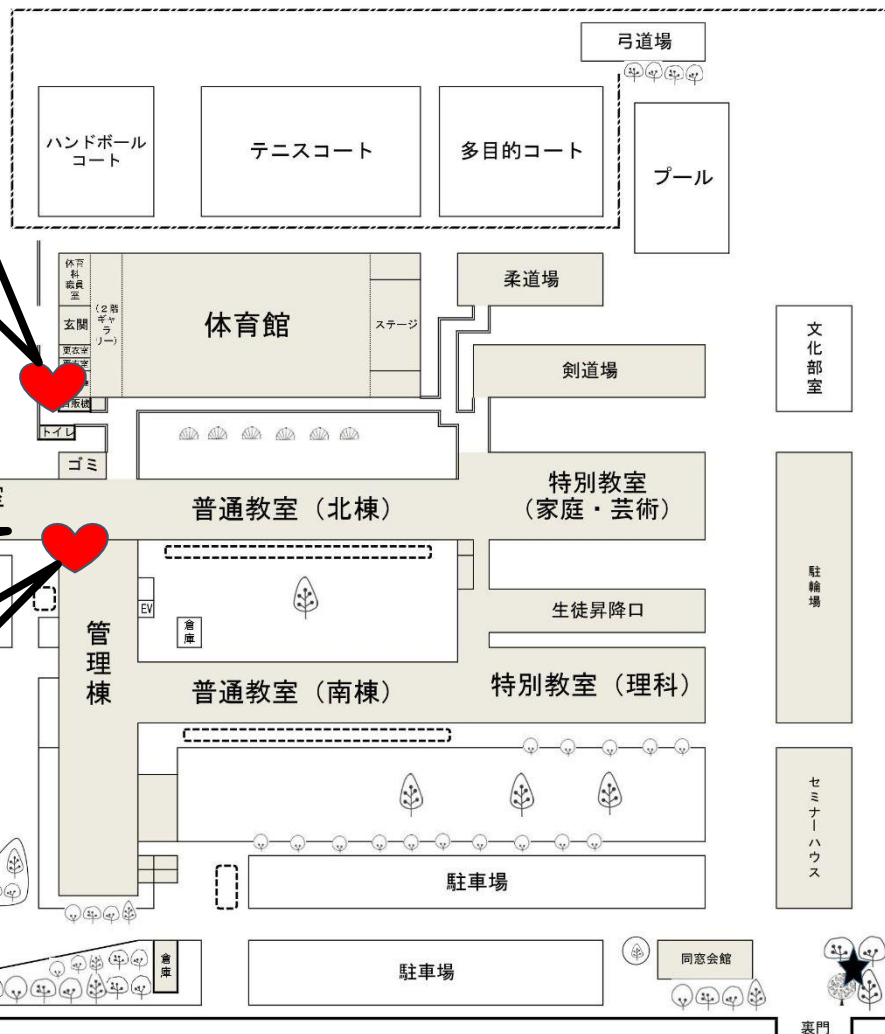 弓道場
ハンドボール
コート
テニスコート
多目的コート
プール
体育科職員室
玄関
(2階ギャラリー)
更衣室
体育館
ステージ
柔道場
剣道場
文化部室
自販機
トイレ
ゴミ
普通教室(北棟)
特別教室
(家庭・芸術)
EV
倉庫
生徒昇降口
駐輪場
管理棟
普通教室(南棟)
特別教室(理科)
セミナーハウス
駐車場
倉庫
駐車場
同窓会館
裏門